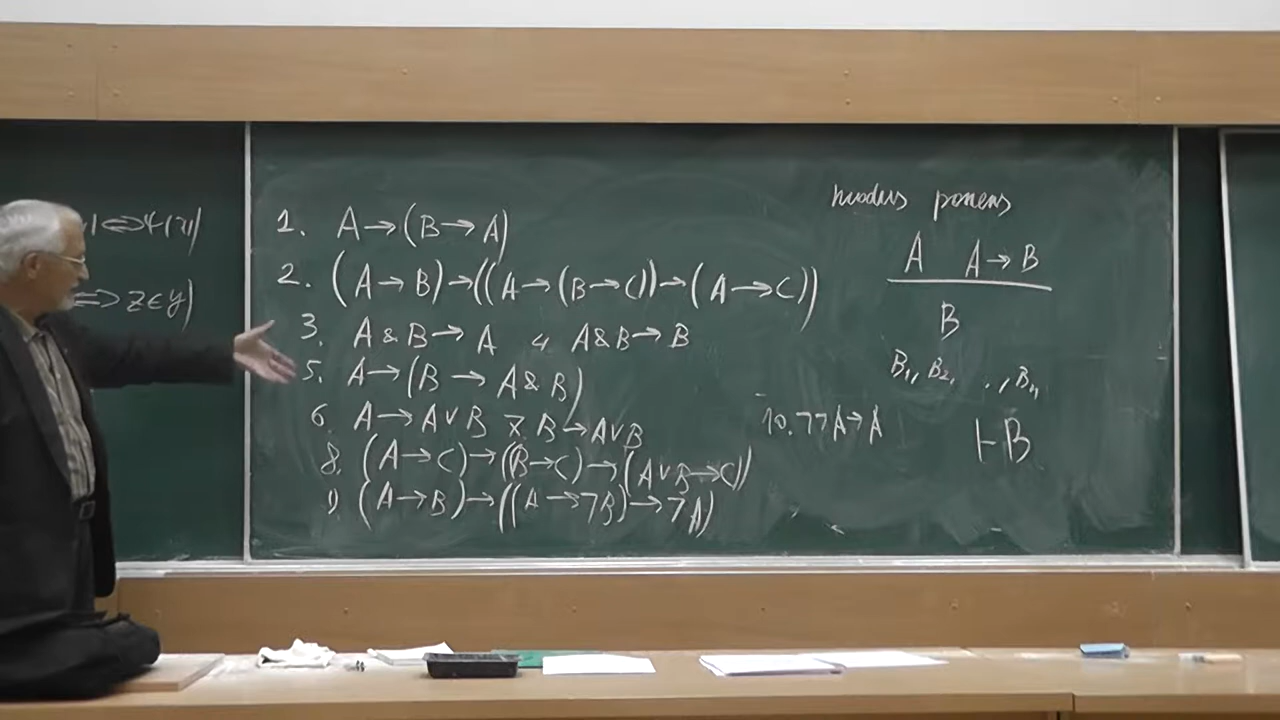 ⟺Ψ(x)
⟺ z∈y)
1. A→(B→A)
2. (A→B)→((A→(B→C))→(A→C))
3. A&B→A 4 A&B→B
5. A→(B→A&B)
6 A→A∨B 7. B→A∨B
8. (A→C)→((B→C)→(A∨B→C))
9 (A→B)→((A→¬B)→¬A)
10. ¬¬A→A
modus ponens
A A→B
B
B₁, B₂, . , Bₙ
⊢B